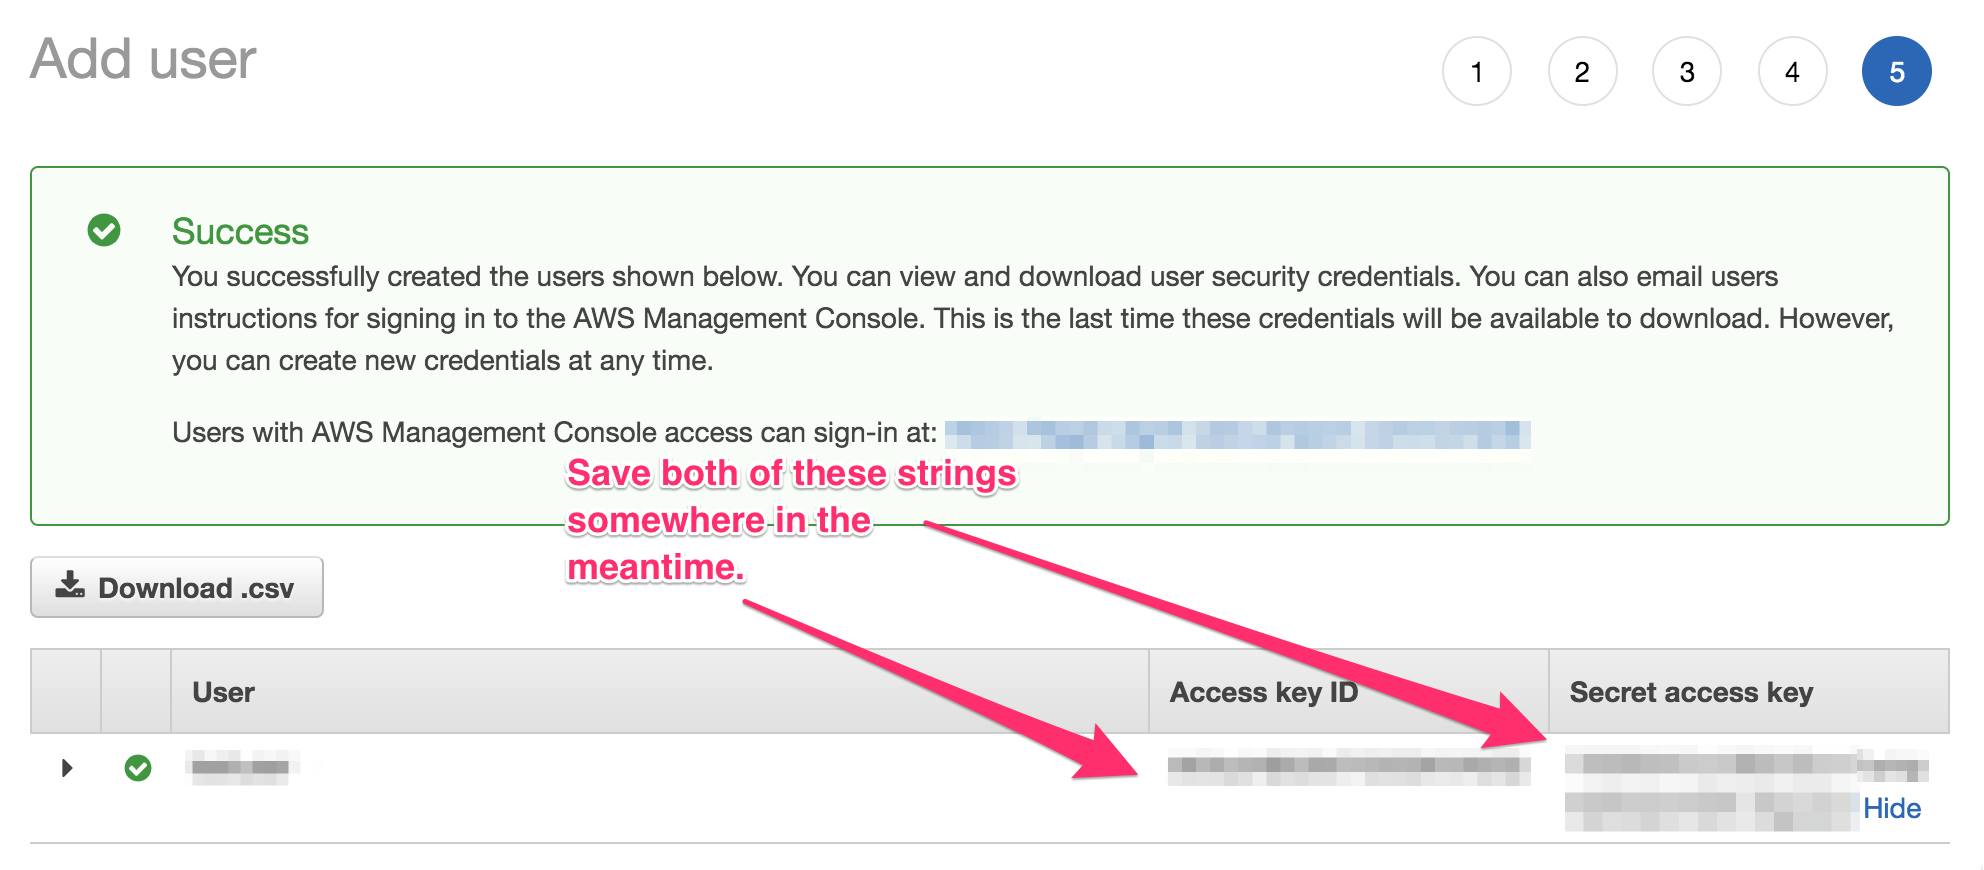 Add user
1 2 3 4 5
Success
You successfully created the users shown below. You can view and download user security credentials. You can also email users
instructions for signing in to the AWS Management Console. This is the last time these credentials will be available to download. However,
you can create new credentials at any time.
Users with AWS Management Console access can sign-in at:
Save both of these strings
somewhere in the
meantime.
Download .csv
User Access key ID Secret access key
Hide